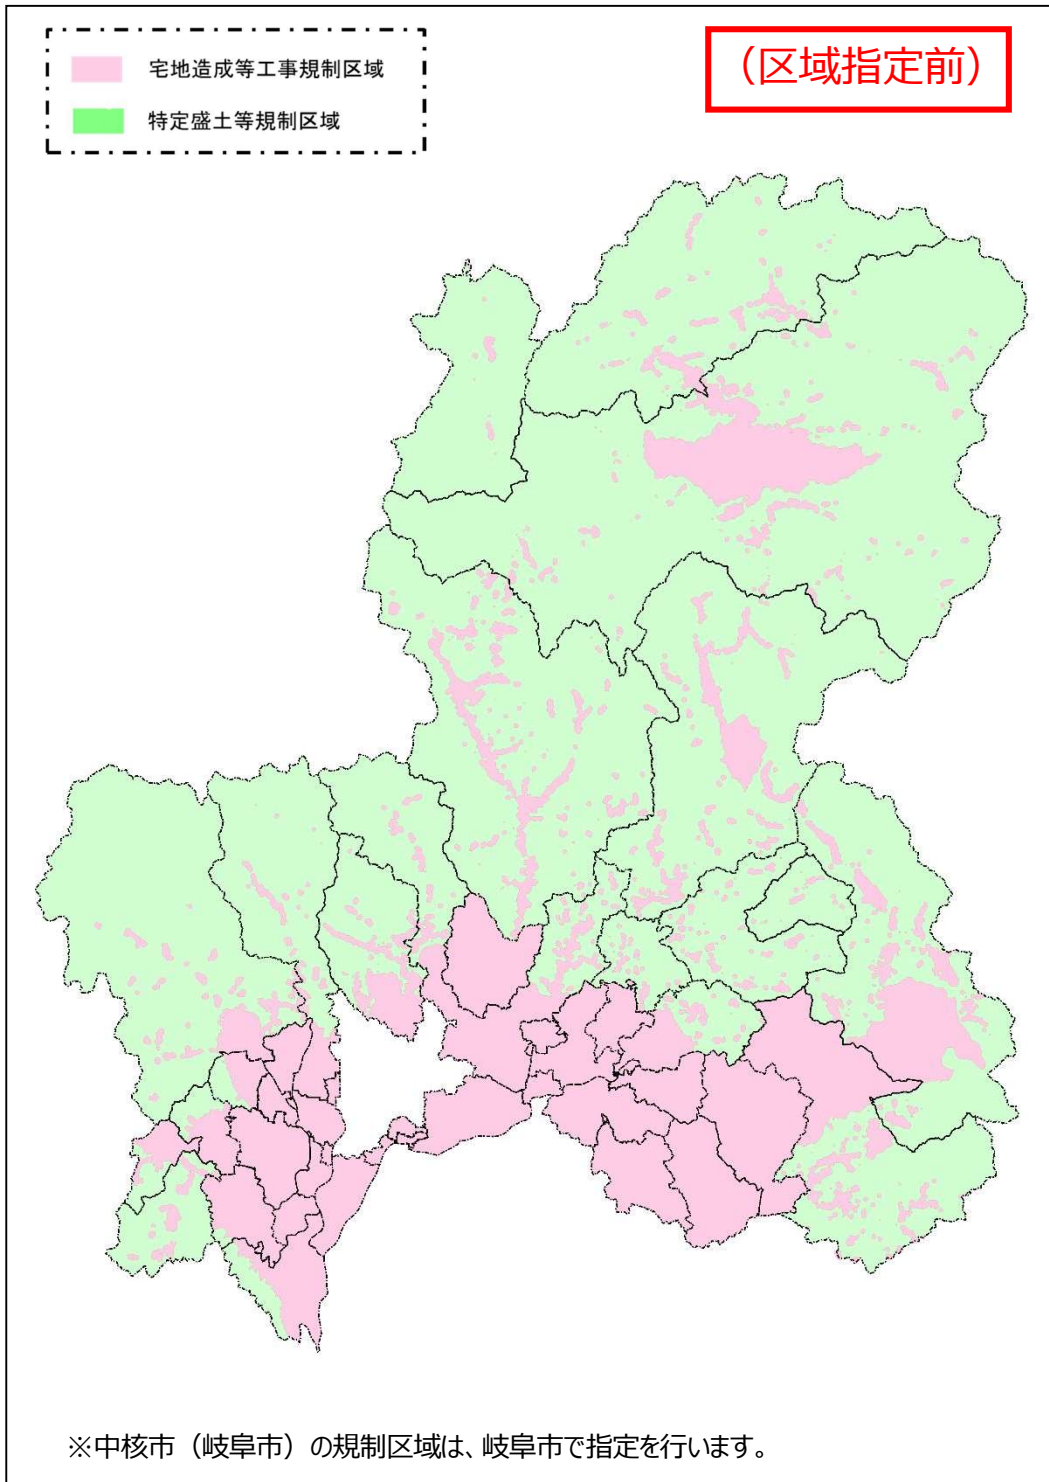 (区域指定前)
宅地造成等工事規制区域
特定盛土等規制区域
※中核市（岐阜市）の規制区域は、岐阜市で指定を行います。